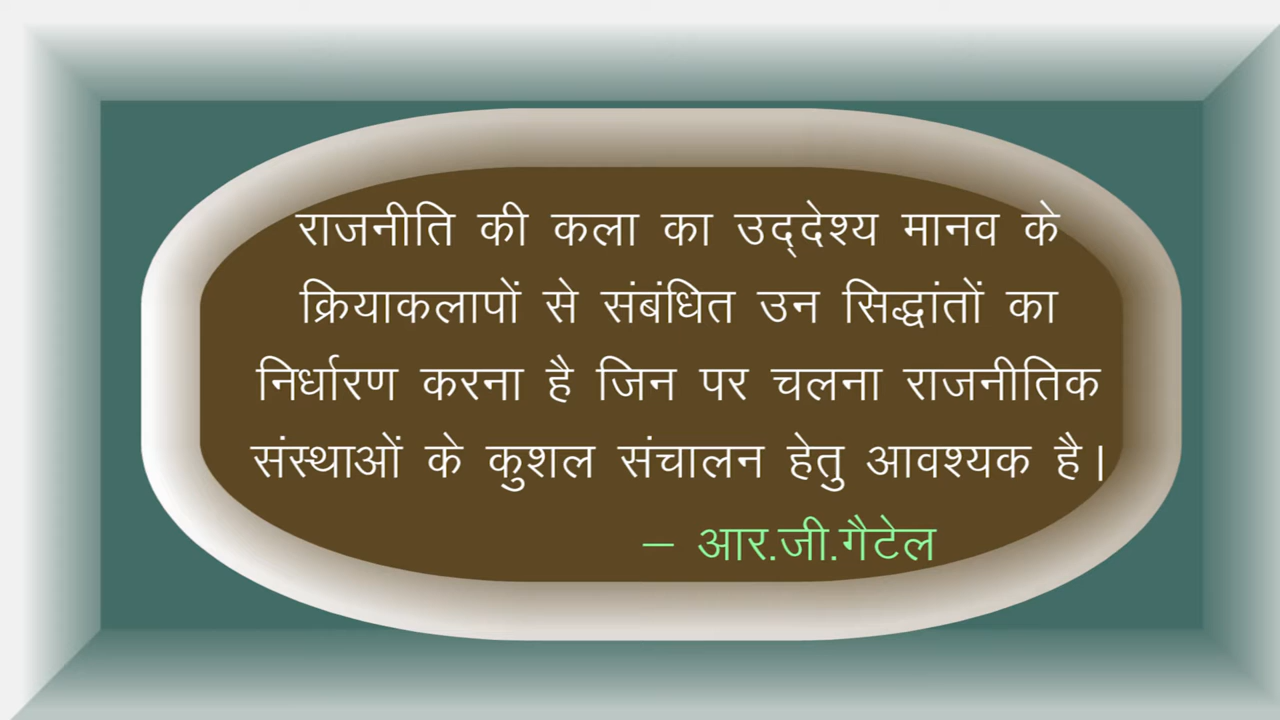 राजनीति की कला का उद्‌देश्य मानव के
क्रियाकलापों से संबंधित उन सिद्धांतों का
निर्धारण करना है जिन पर चलना राजनीतिक
संस्थाओं के कुशल संचालन हेतु आवश्यक है।
– आर.जी.गैटेल